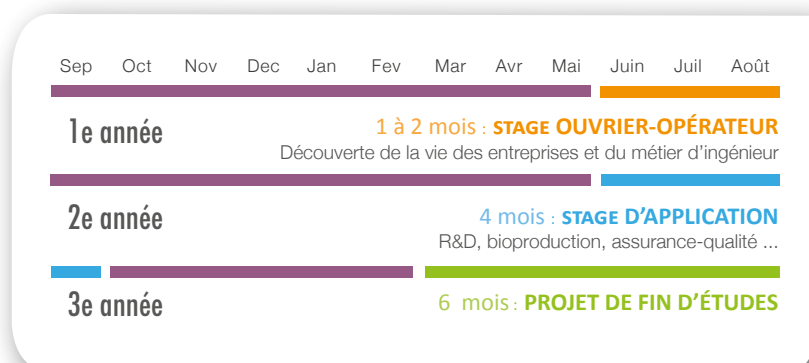 Sep Oct Nov Dec Jan Fev Mar Avr Mai Juin Juil Août
1e année
1 à 2 mois : STAGE OUVRIER-OPÉRATEUR
Découverte de la vie des entreprises et du métier d'ingénieur
2e année
4 mois : STAGE D'APPLICATION
R&D, bioproduction, assurance-qualité ...
3e année
6 mois : PROJET DE FIN D'ÉTUDES